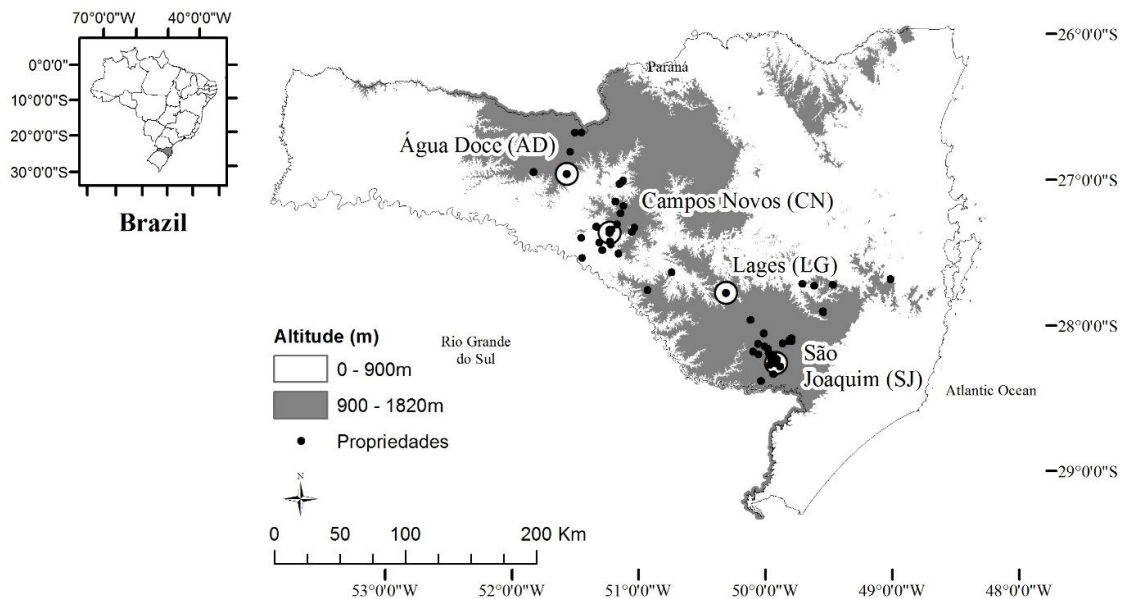 70°0'0"W 40°0'0"W
0°0'0"
10°0'0"S
20°0'0"S
30°0'0"S
Brazil
26°0'0"S
27°0'0"S
28°0'0"S
29°0'0"S
Paraná
Água Doce (AD)
Campos Novos (CN)
Lages (LG)
São
Joaquim (SJ)
Rio Grande
do Sul
Atlantic Ocean
Altitude (m)
0 - 900m
900 - 1820m
Propriedades
N
0 50 100 200 Km
53°0'0"W 52°0'0"W 51°0'0"W 50°0'0"W 49°0'0"W 48°0'0"W